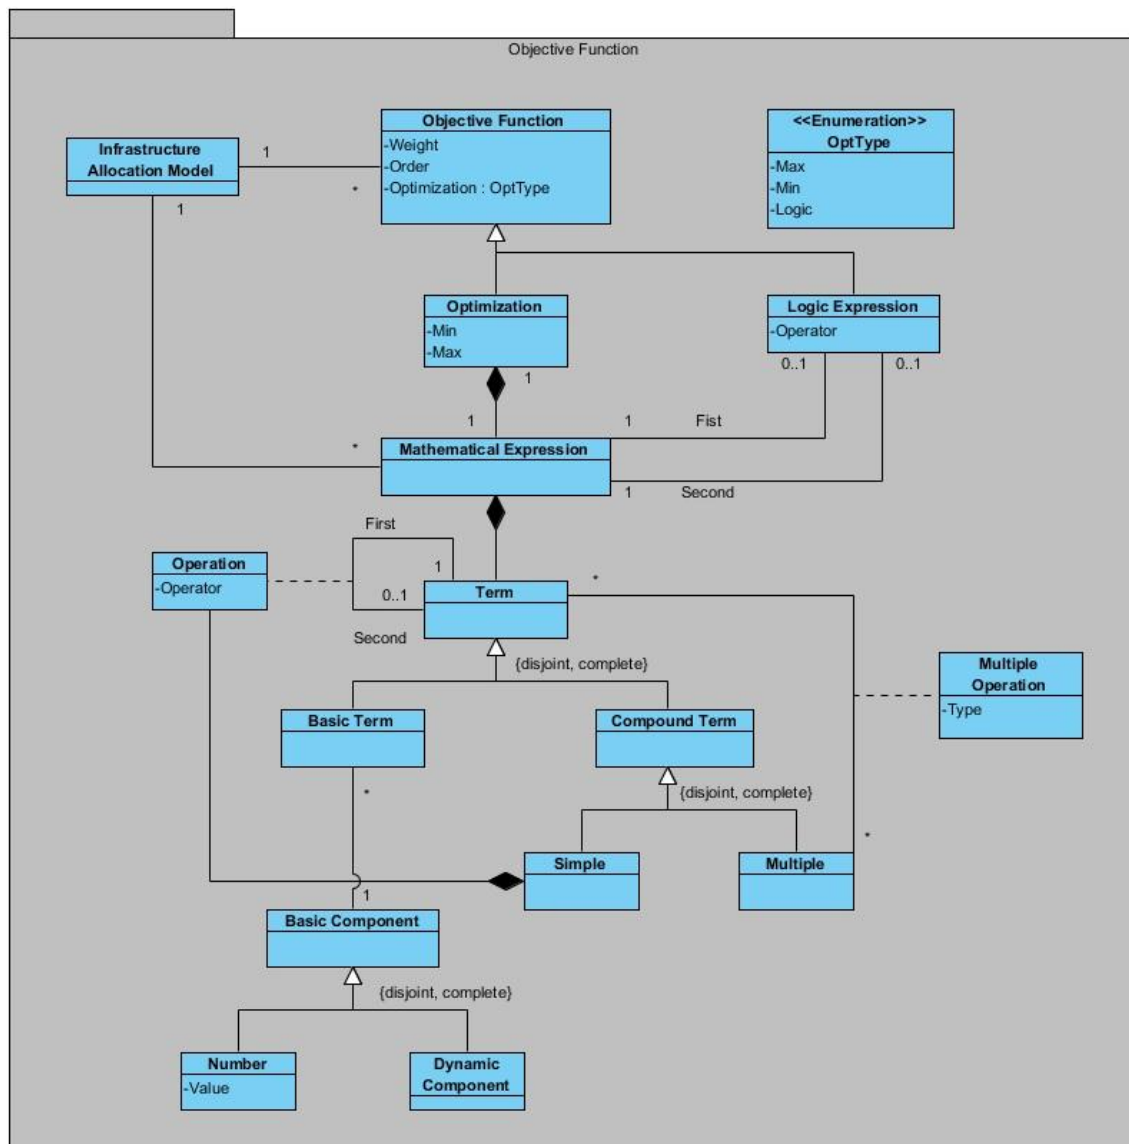 Objective Function
Infrastructure
Allocation Model
1
*
1
Objective Function
-Weight
-Order
-Optimization : OptType
<<Enumeration>>
OptType
-Max
-Min
-Logic
Optimization
-Min
-Max
Logic Expression
-Operator
0..1
0..1
1
1
1
Fist
*
Mathematical Expression
1
Second
First
Operation
-Operator
1
0..1
Second
Term
*
{disjoint, complete}
Multiple
Operation
-Type
Basic Term
Compound Term
*
{disjoint, complete}
*
Simple
Multiple
1
Basic Component
{disjoint, complete}
Number
-Value
Dynamic
Component